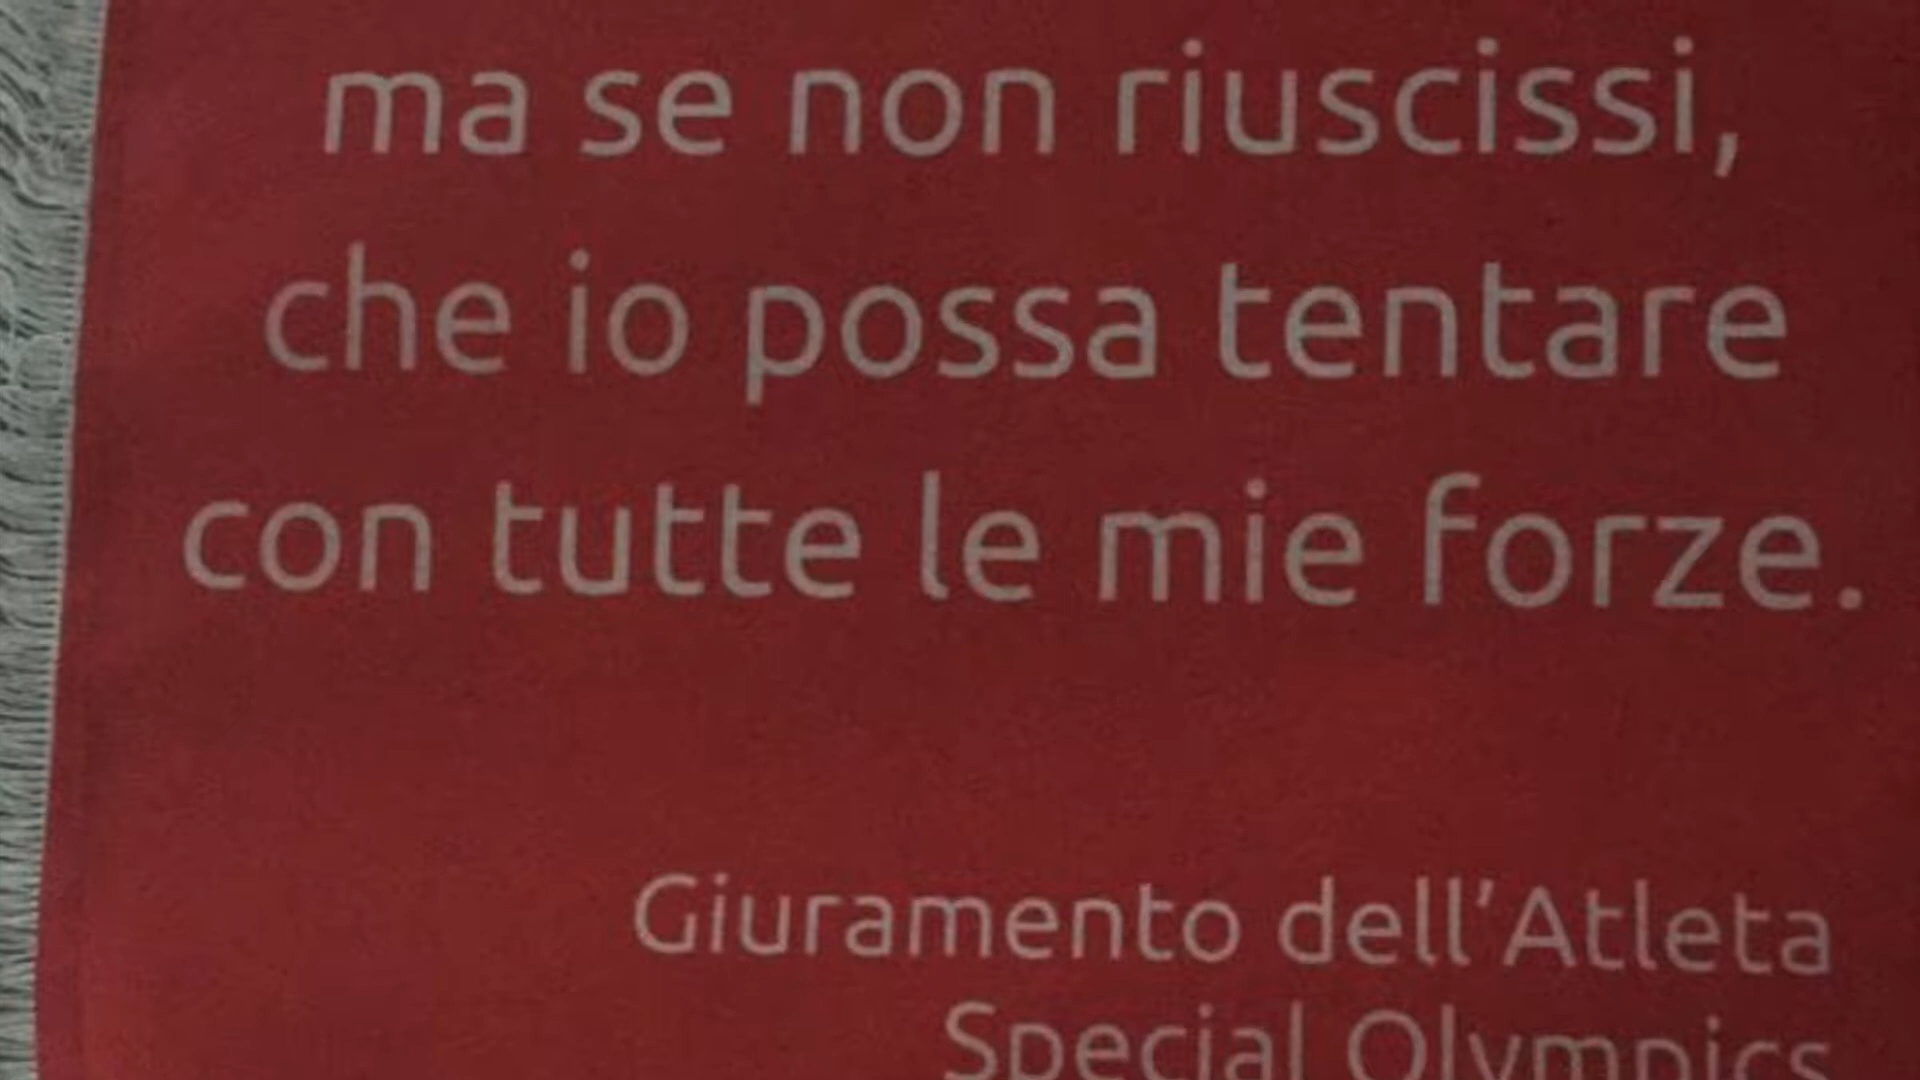 ma se non riuscissi,
che io possa tentare
con tutte le mie forze.
Giuramento dell'Atleta
Special Olympics